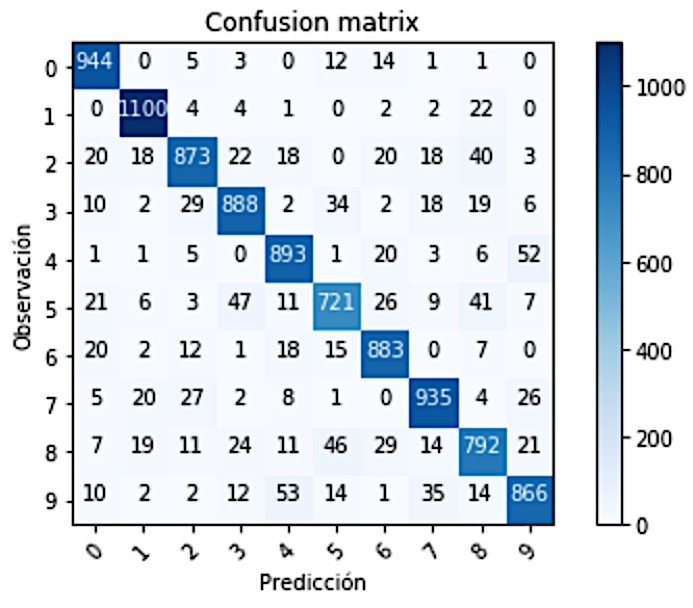 Confusion matrix
0 944 0 5 3 0 12 14 1 1 0
1 0 1100 4 4 1 0 2 2 22 0
2 20 18 873 22 18 0 20 18 40 3
3 10 2 29 888 2 34 2 18 19 6
4 1 1 5 0 893 1 20 3 6 52
5 21 6 3 47 11 721 26 9 41 7
6 20 2 12 1 18 15 883 0 7 0
7 5 20 27 2 8 1 0 935 4 26
8 7 19 11 24 11 46 29 14 792 21
9 10 2 2 12 53 14 1 35 14 866
0 1 2 3 4 5 6 7 8 9
Predicción
Observación
1000
800
600
400
200
0